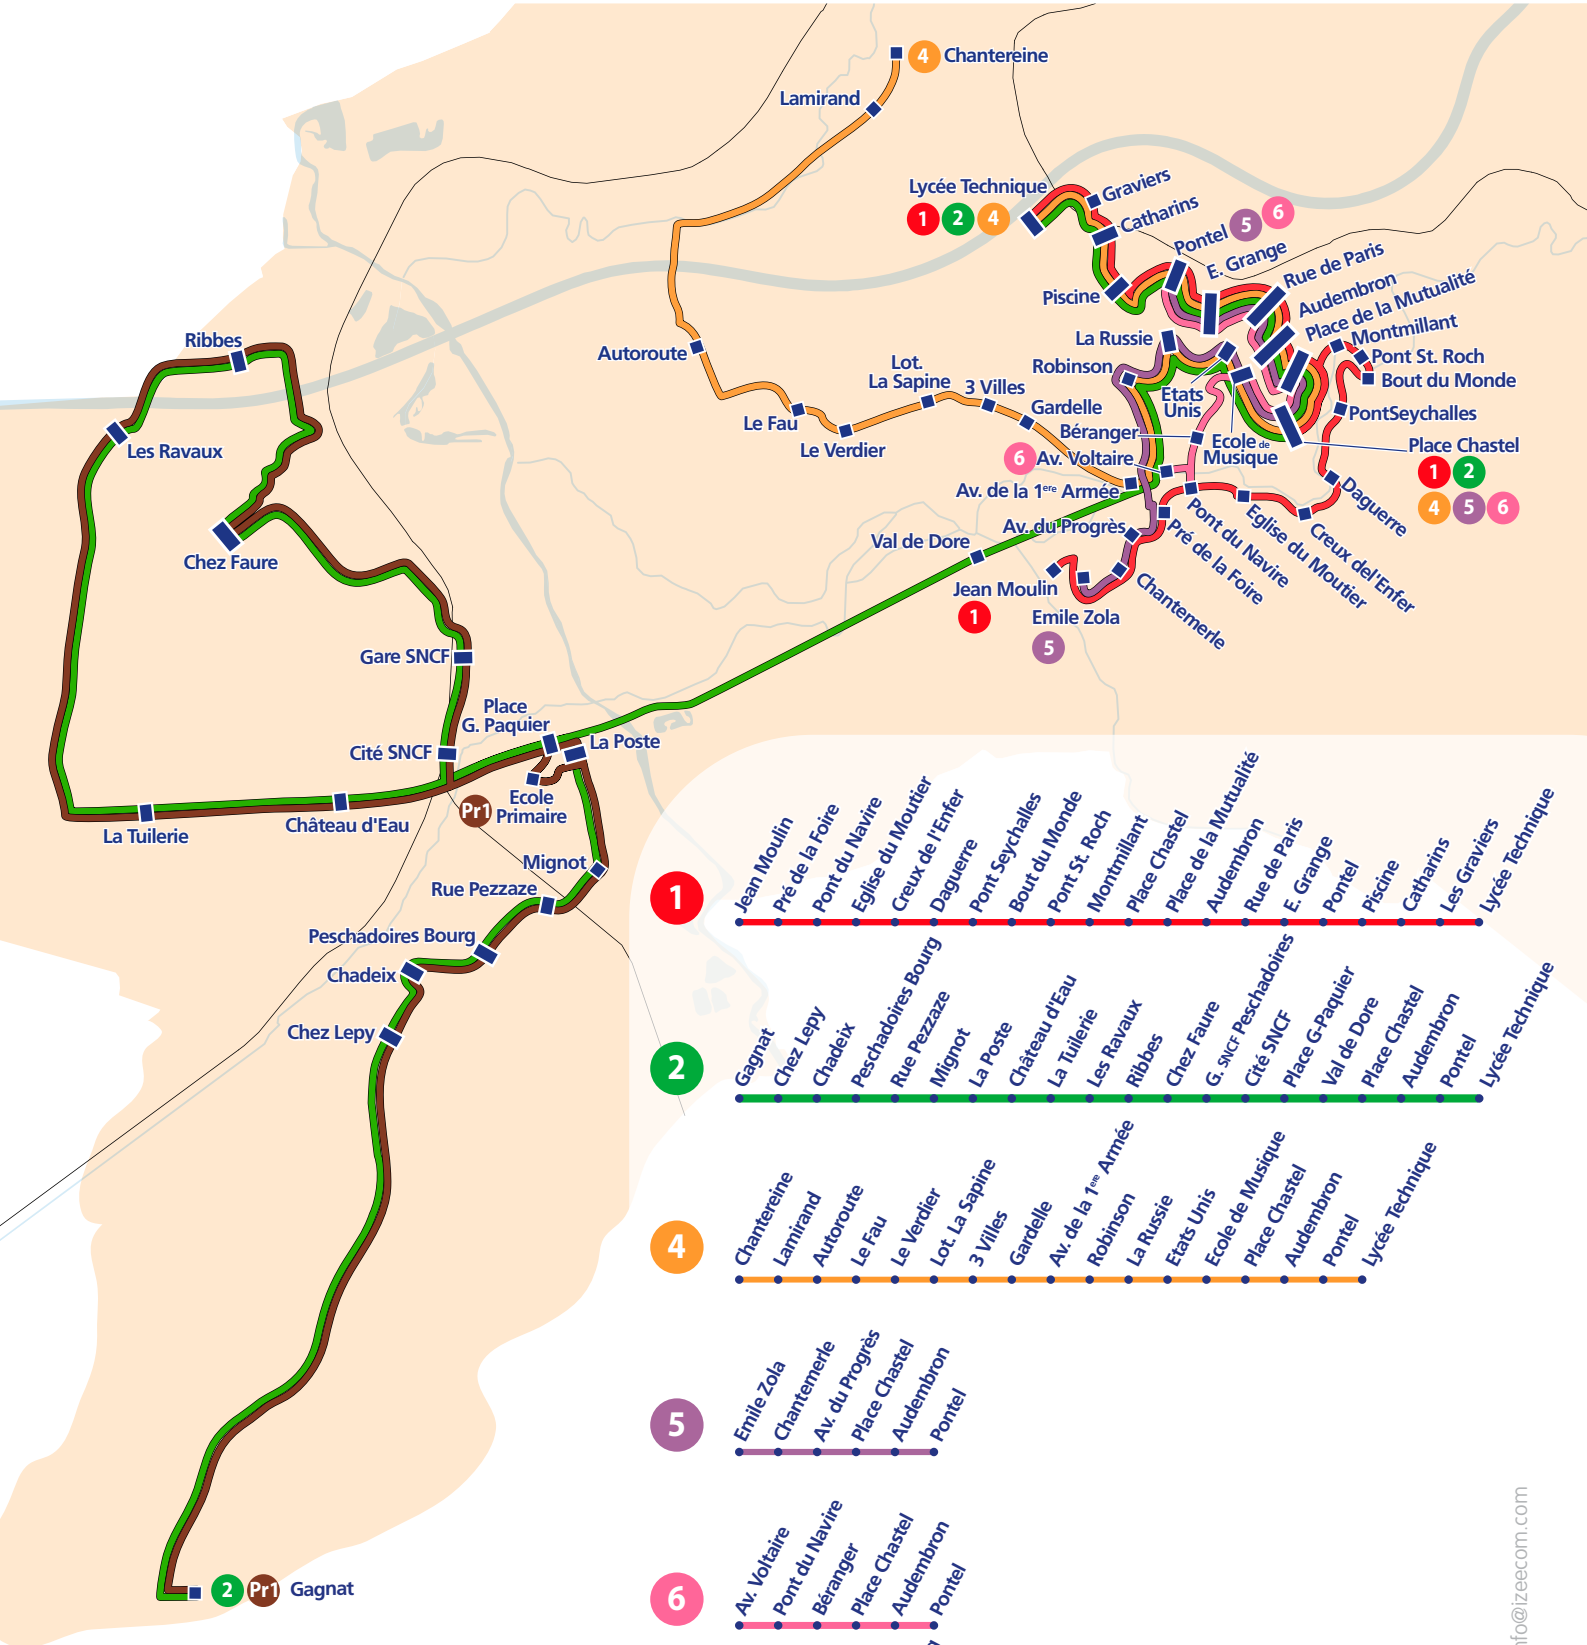 4 Chantereine
Lamirand
Lycée Technique
1 2 4
Graviers
Catharins
Pontel 5 6
E. Grange
Rue de Paris
Audembron
Place de la Mutualité
Montmillant
Pont St. Roch
Bout du Monde
PontSeychalles
Piscine
La Russie
Robinson
Etats
Unis
Autoroute
Lot.
La Sapine
3 Villes
Gardelle
Le Fau
Le Verdier
Béranger
Ecole de
Musique
Place Chastel
1 2
4 5 6
6 Av. Voltaire
Av. de la 1ere Armée
Av. du Progrès
Val de Dore
Daguerre
Creux del'Enfer
Eglise du Moutier
Pont du Navire
Pré de la Foire
Chantemerle
Jean Moulin
1
Emile Zola
5
Ribbes
Les Ravaux
Chez Faure
Gare SNCF
Place
G. Paquier
La Poste
Cité SNCF
Château d'Eau
La Tuilerie
Pr1
Ecole
Primaire
Mignot
Rue Pezzaze
Peschadoires Bourg
Chadeix
Chez Lepy
2 Pr1 Gagnat
1
Jean Moulin
Pré de la Foire
Pont du Navire
Eglise du Moutier
Creux de l'Enfer
Daguerre
Pont Seychalles
Bout du Monde
Pont St. Roch
Montmillant
Place Chastel
Place de la Mutualité
Audembron
Rue de Paris
E. Grange
Pontel
Piscine
Catharins
Les Graviers
Lycée Technique
2
Gagnat
Chez Lepy
Chadeix
Peschadoires Bourg
Rue Pezzaze
Mignot
La Poste
Château d'Eau
La Tuilerie
Les Ravaux
Ribbes
Chez Faure
G. SNCF Peschadoires
Cité SNCF
Place G-Paquier
Val de Dore
Place Chastel
Audembron
Pontel
Lycée Technique
4
Chantereine
Lamirand
Autoroute
Le Fau
Le Verdier
Lot. La Sapine
3 Villes
Gardelle
Av. de la 1ere Armée
Robinson
La Russie
Etats Unis
Ecole de Musique
Place Chastel
Audembron
Pontel
Lycée Technique
5
Emile Zola
Chantemerle
Av. du Progrès
Place Chastel
Audembron
Pontel
6
Av. Voltaire
Pont du Navire
Béranger
Place Chastel
Audembron
Pontel
nfo@izeecom.com